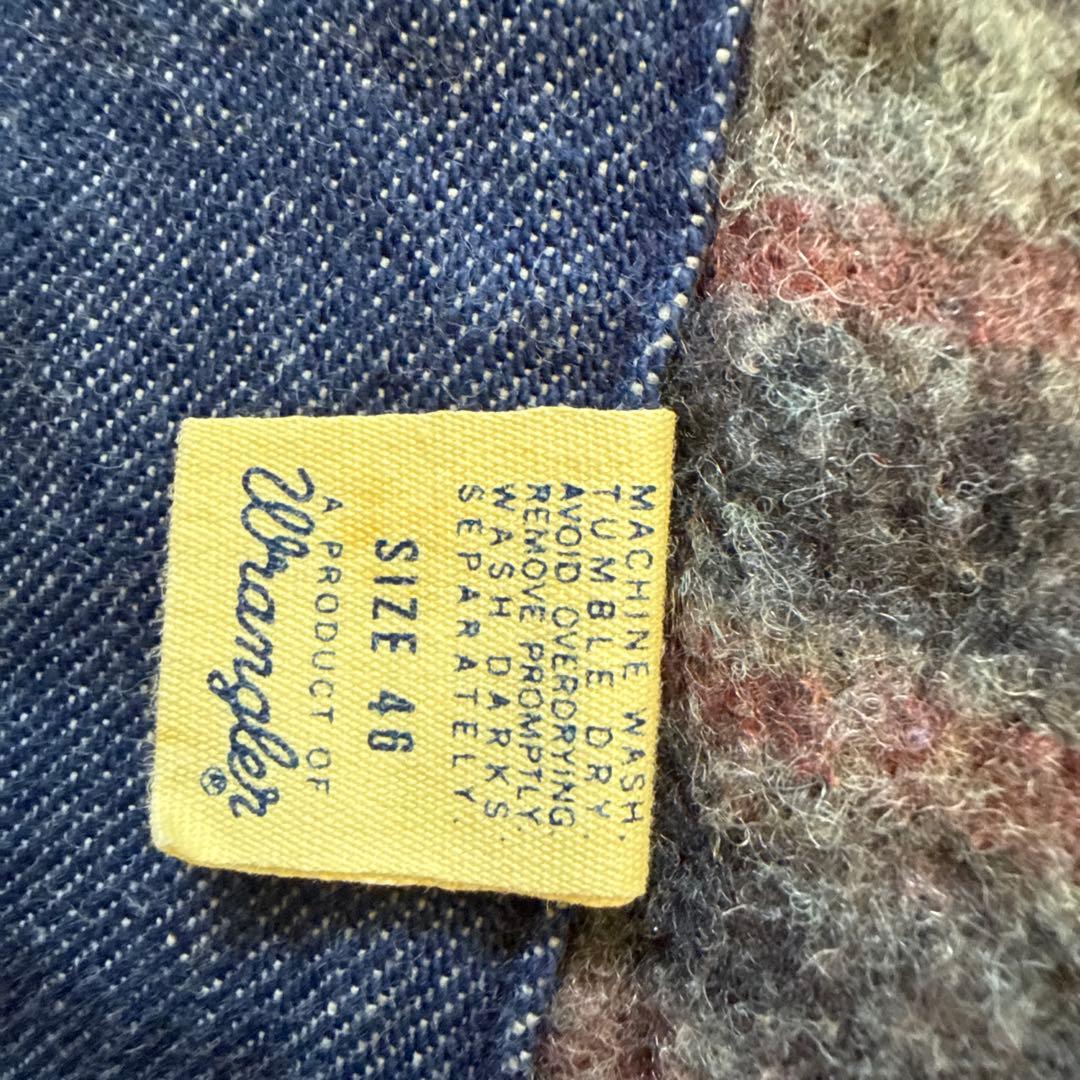 MACHINE WASH.
TUMBLE DRY.
AVOID OVERDRYING.
REMOVE PROMPTLY.
WASH DARKS
SEPARATELY.
SIZE 46
A PRODUCT OF
Wrangler®